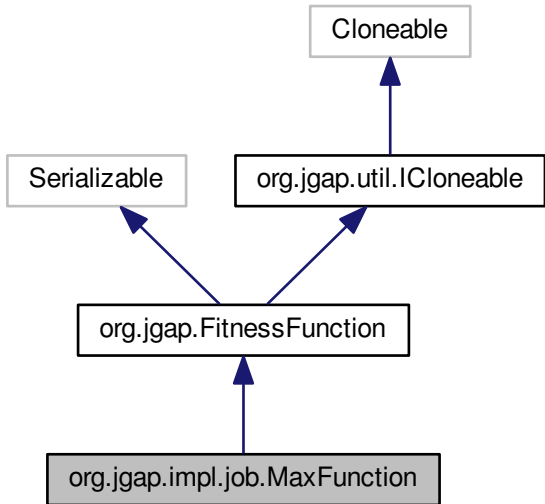 Cloneable
Serializable
org.jgap.util.ICloneable
org.jgap.FitnessFunction
org.jgap.impl.job.MaxFunction